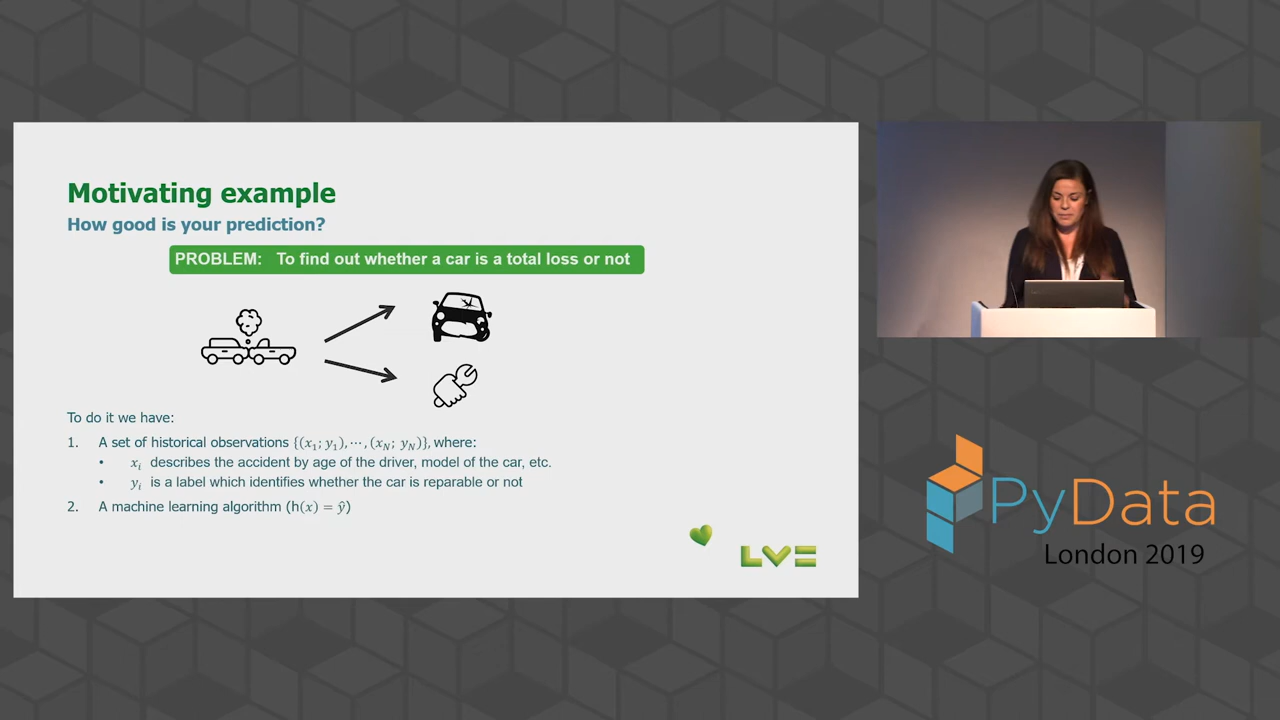 Motivating example
How good is your prediction?
PROBLEM: To find out whether a car is a total loss or not
To do it we have:
1. A set of historical observations {(x₁; y₁), ⋯, (x_N; y_N)}, where:
• xᵢ describes the accident by age of the driver, model of the car, etc.
• yᵢ is a label which identifies whether the car is reparable or not
2. A machine learning algorithm (h(x) = ŷ)
LV=
PyData
London 2019